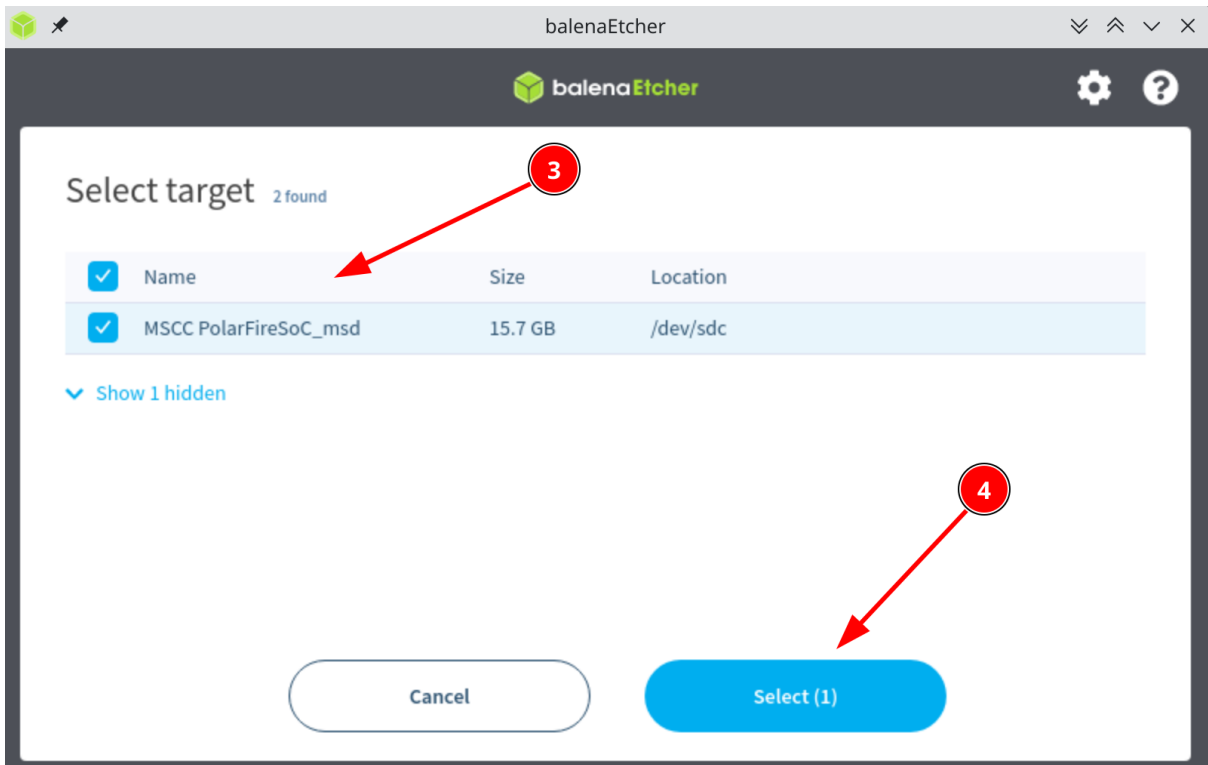 balenaEtcher
balenaEtcher
3
Select target 2 found
Name Size Location
MSCC PolarFireSoC_msd 15.7 GB /dev/sdc
Show 1 hidden
4
Cancel Select (1)